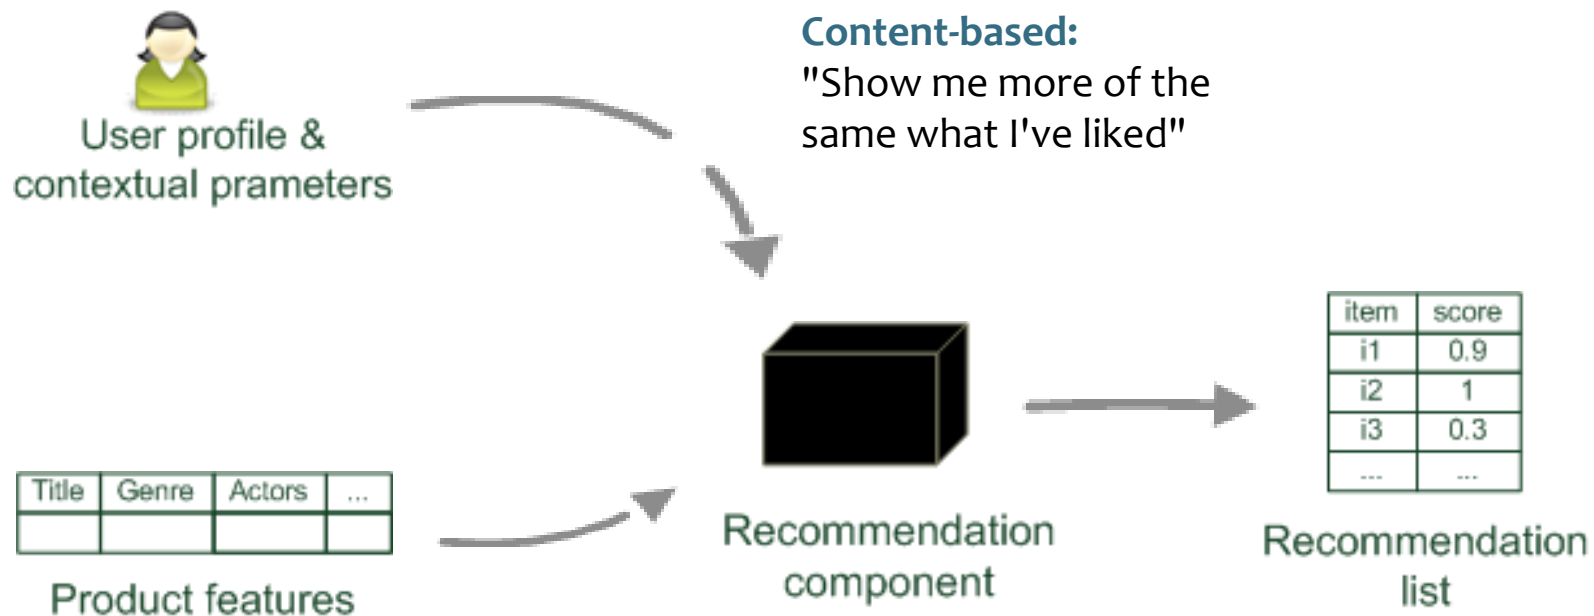 Content-based:
"Show me more of the
same what I've liked"
User profile &
contextual prameters
Title Genre Actors ...
Product features
Recommendation
component
item score
i1 0.9
i2 1
i3 0.3
... ...
Recommendation
list